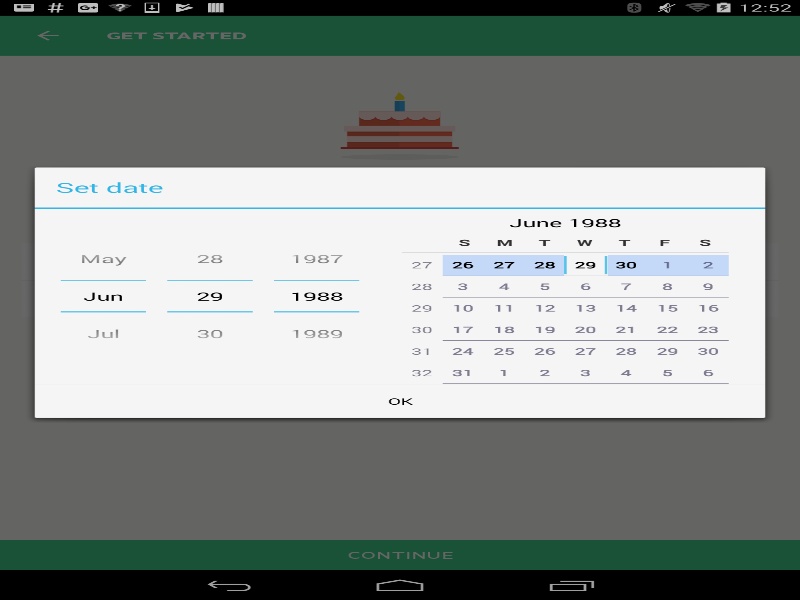 12:52
GET STARTED
Set date
May 28 1987
Jun 29 1988
Jul 30 1989
June 1988
S M T W T F S
27 26 27 28 29 30 1 2
28 3 4 5 6 7 8 9
29 10 11 12 13 14 15 16
30 17 18 19 20 21 22 23
31 24 25 26 27 28 29 30
32 31 1 2 3 4 5 6
OK
CONTINUE